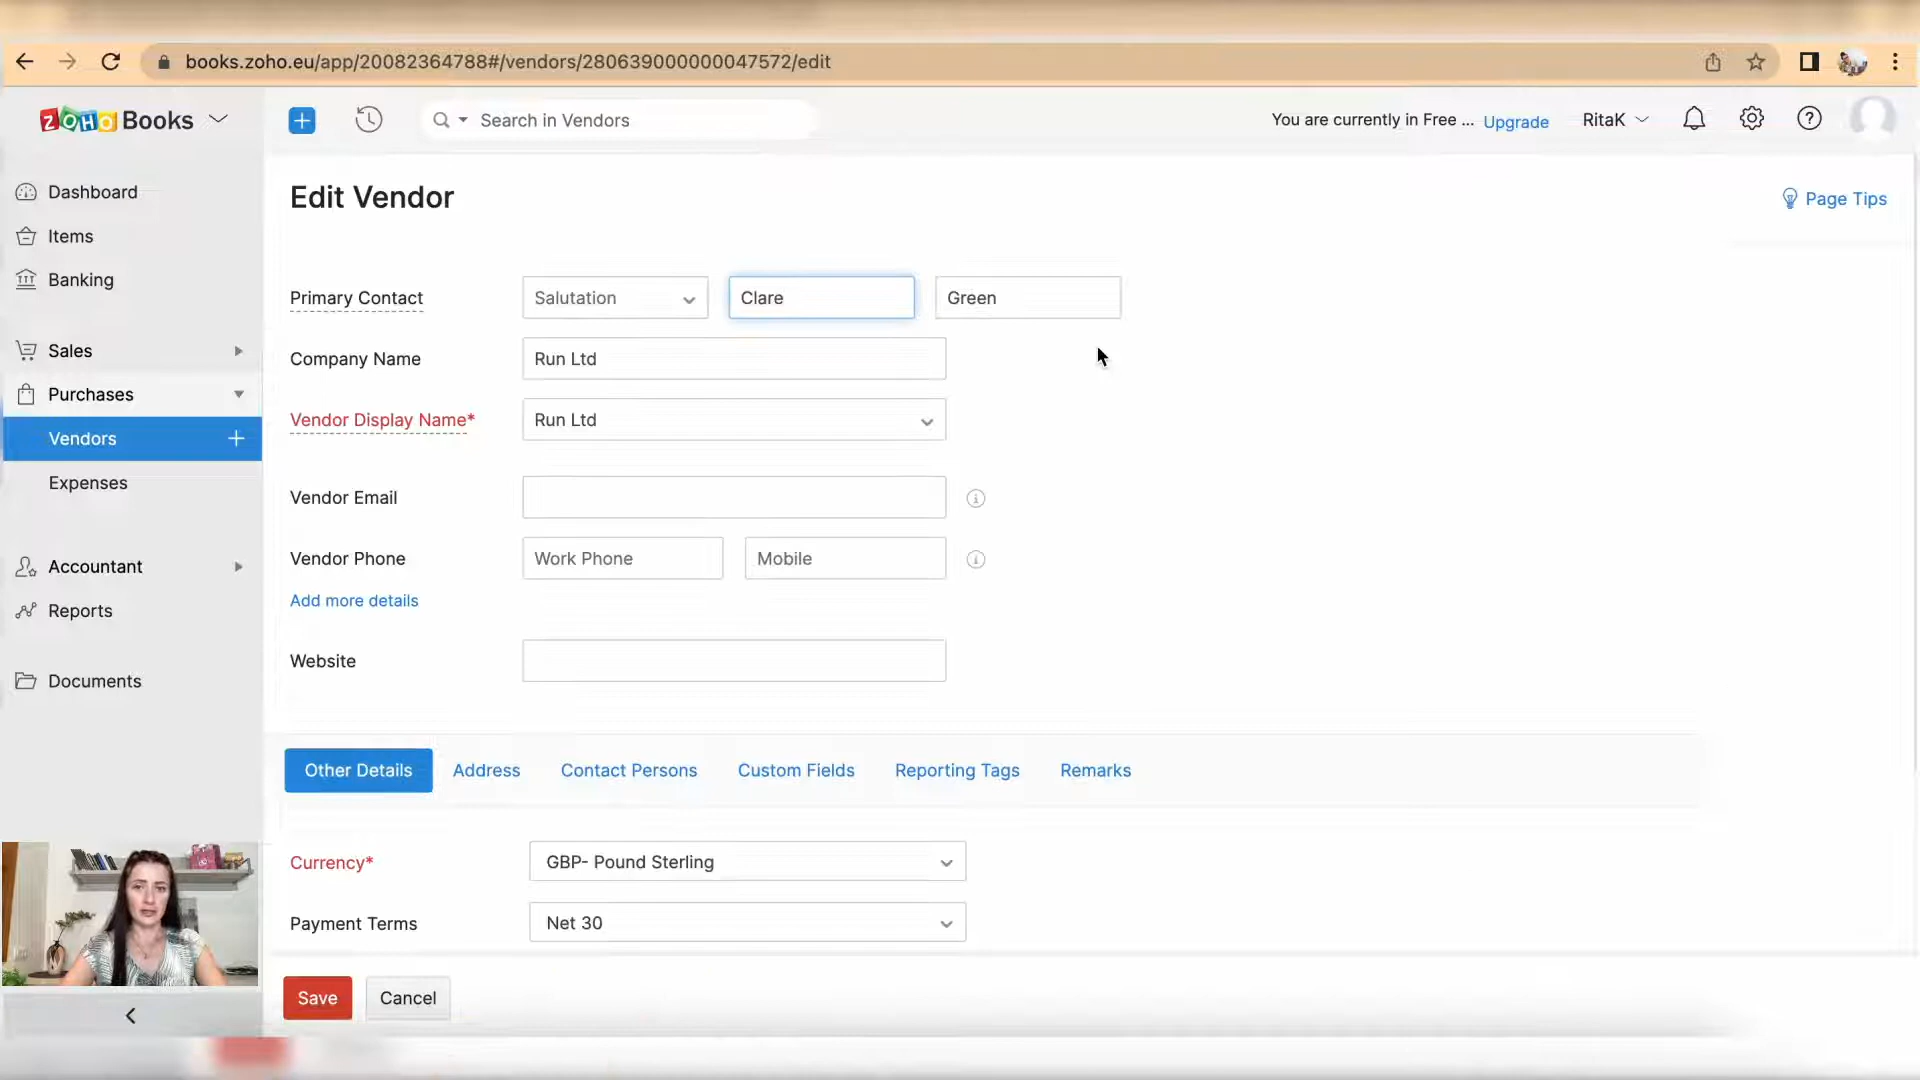 books.zoho.eu/app/20082364788#/vendors/280639000000047572/edit
ZOHO Books
Search in Vendors
You are currently in Free ... Upgrade
RitaK
Dashboard
Items
Banking
Sales
Purchases
Vendors
Expenses
Accountant
Reports
Documents
Edit Vendor
Page Tips
Primary Contact
Salutation
Clare
Green
Company Name
Run Ltd
Vendor Display Name*
Run Ltd
Vendor Email
Vendor Phone
Work Phone
Mobile
Add more details
Website
Other Details
Address
Contact Persons
Custom Fields
Reporting Tags
Remarks
Currency*
GBP- Pound Sterling
Payment Terms
Net 30
Save
Cancel